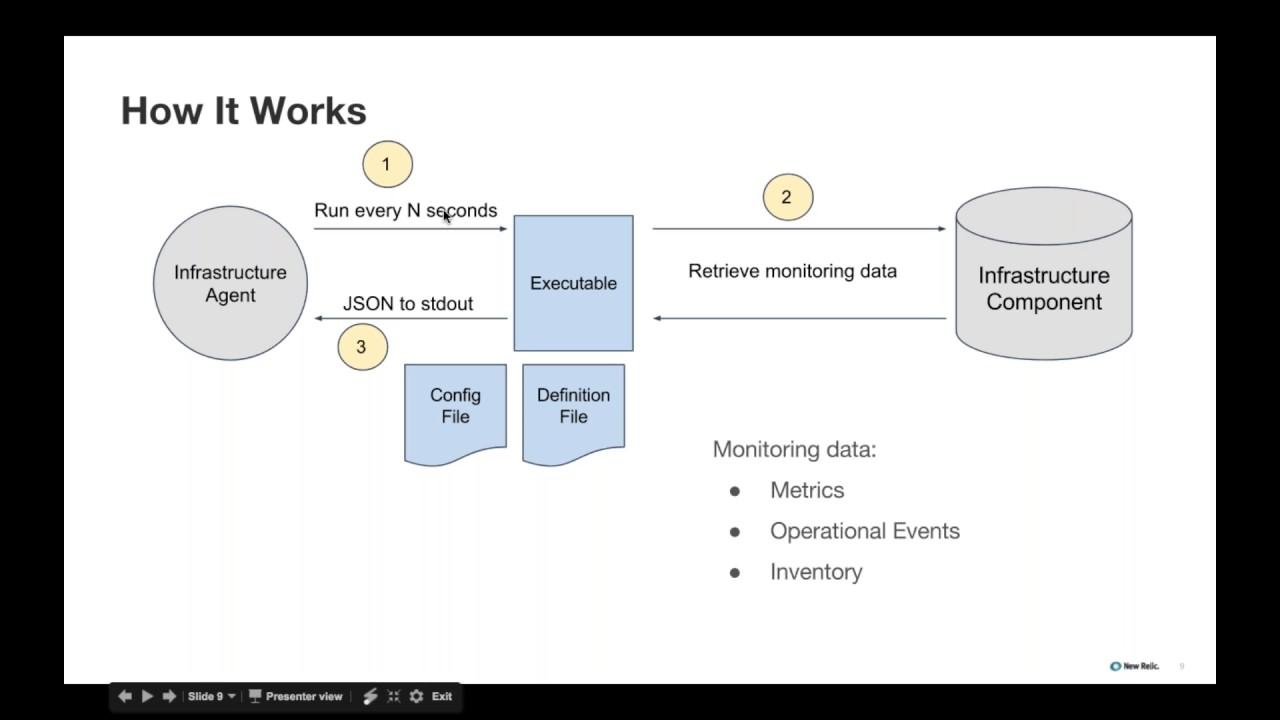 How It Works
1
Run every N seconds
2
Infrastructure
Agent
Executable
Retrieve monitoring data
Infrastructure
Component
JSON to stdout
3
Config
File
Definition
File
Monitoring data:
● Metrics
● Operational Events
● Inventory
New Relic.
9
Slide 9
Presenter view
Exit